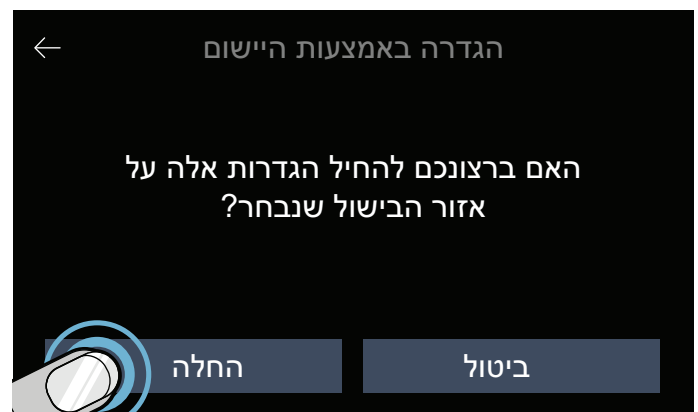 הגדרה באמצעות היישום
האם ברצונכם להחיל הגדרות אלה על
אזור הבישול שנבחר?
ביטול
החלה